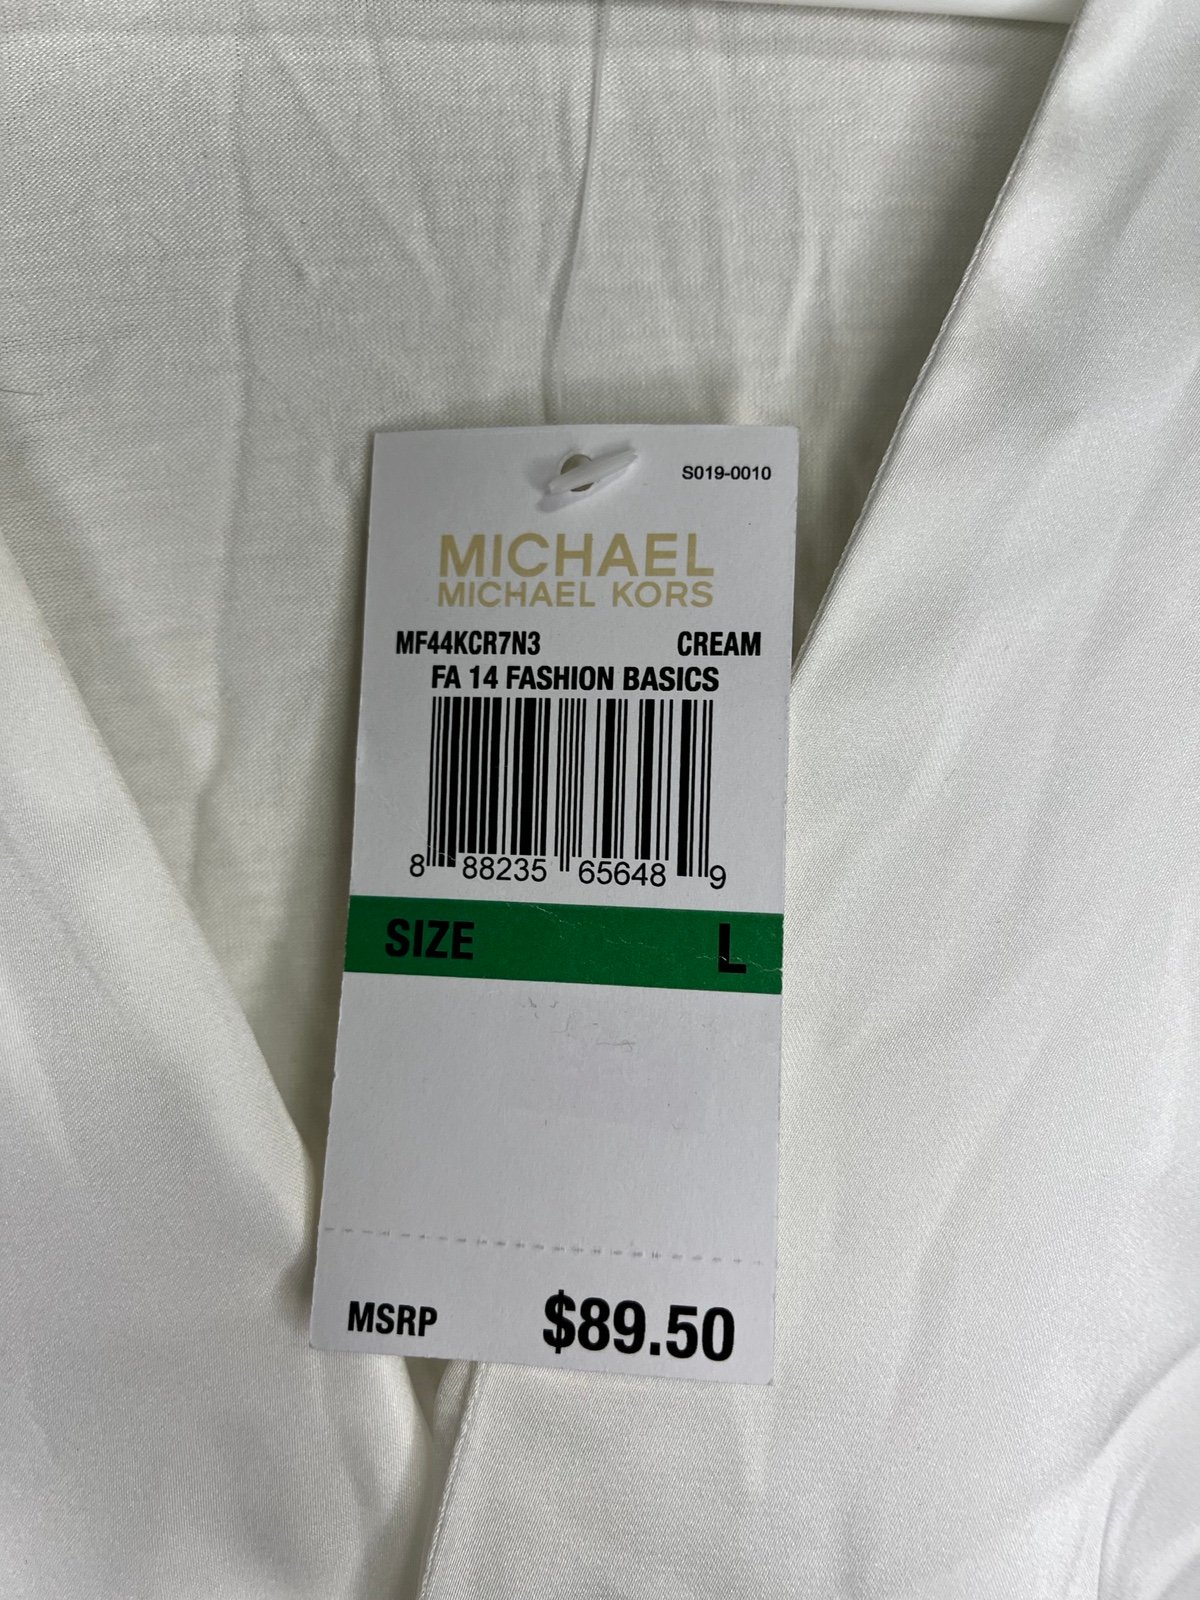 S019-0010
MICHAEL
MICHAEL KORS
MF44KCR7N3 CREAM
FA 14 FASHION BASICS
8 88235 65648 9
SIZE L
MSRP $89.50